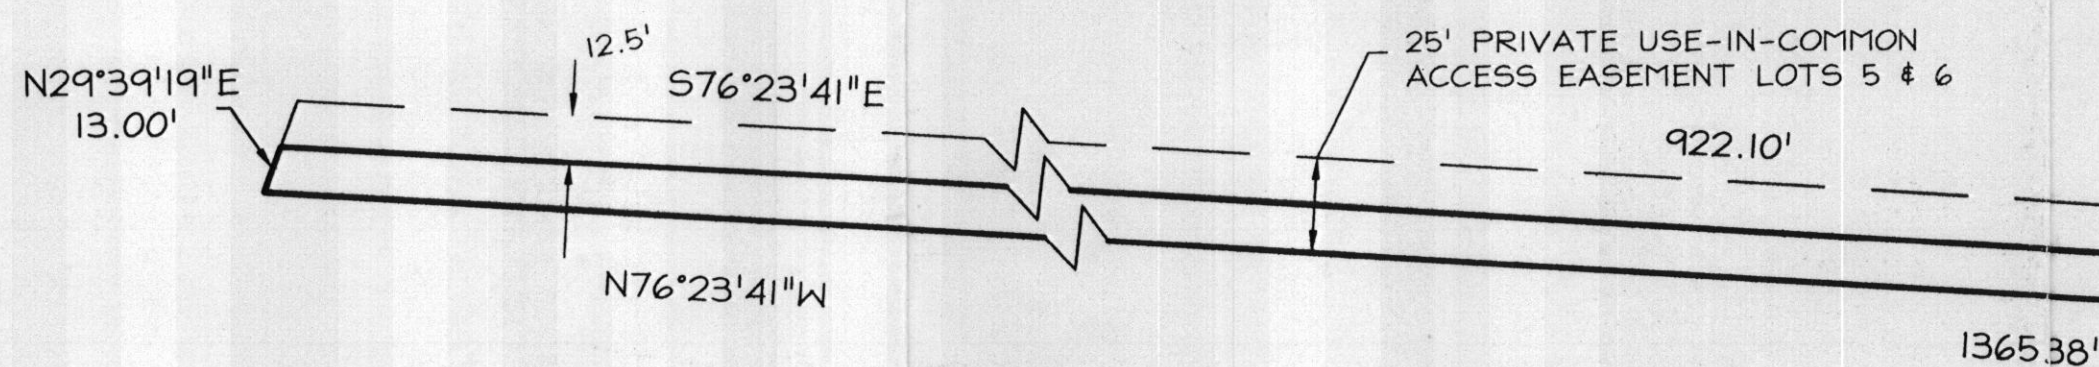 12.5'
N29°39'19"E
13.00'
S76°23'41"E
25' PRIVATE USE-IN-COMMON
ACCESS EASEMENT LOTS 5 & 6
922.10'
N76°23'41"W
1365.38'